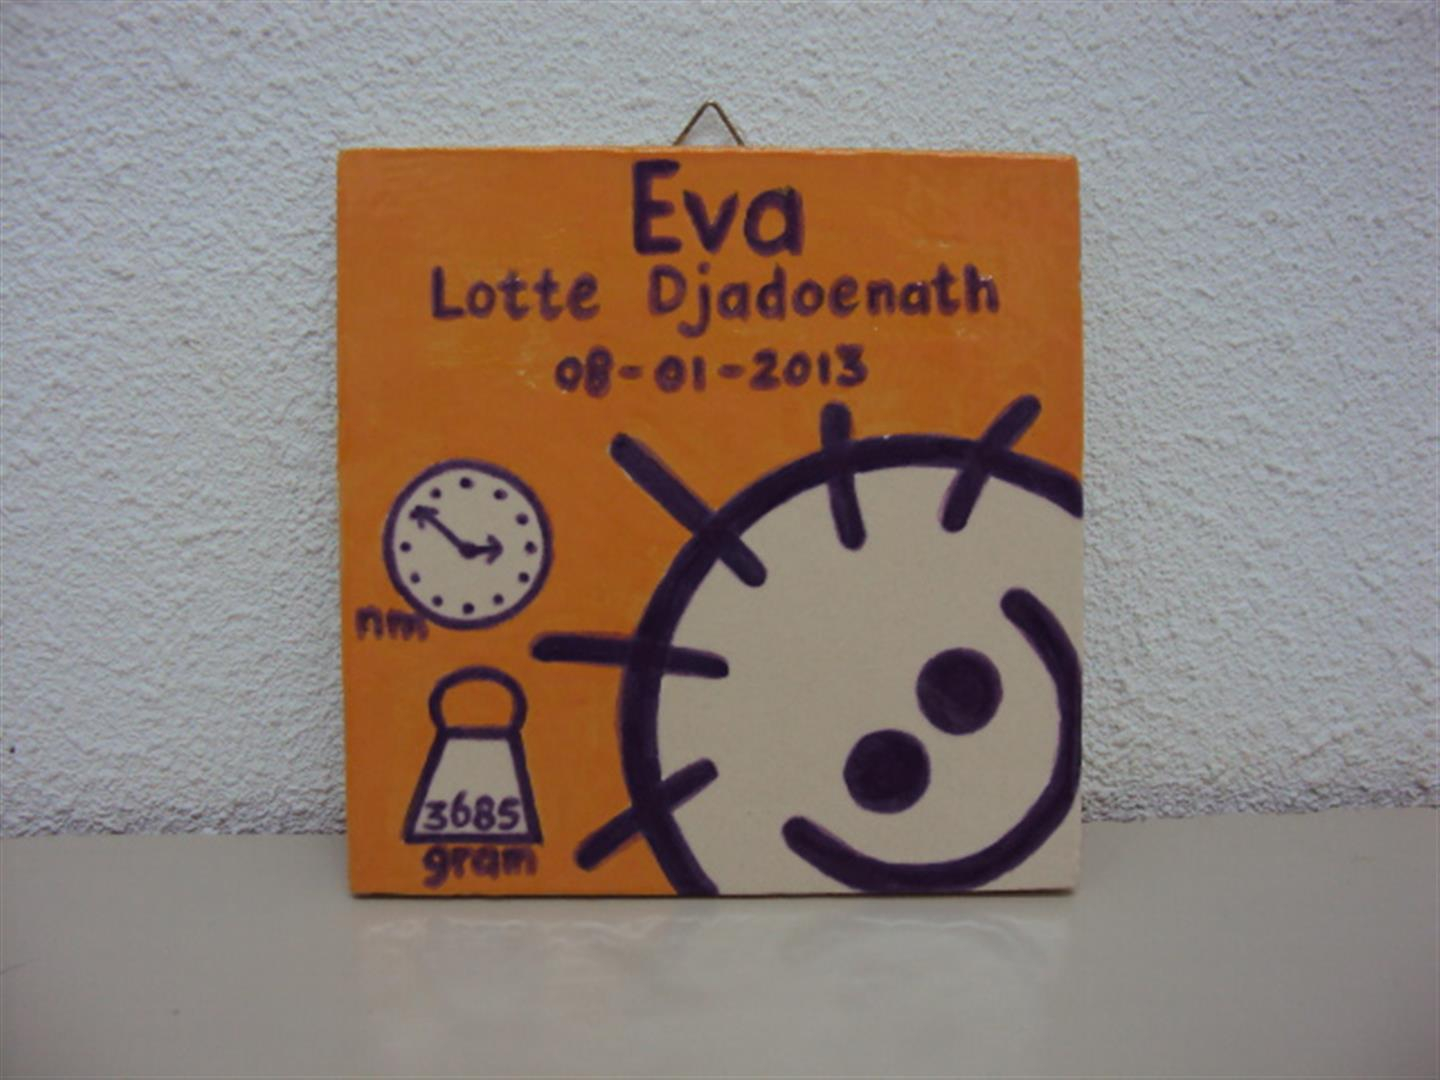 Eva
Lotte Djadoenath
08-01-2013
nm
3685
gram